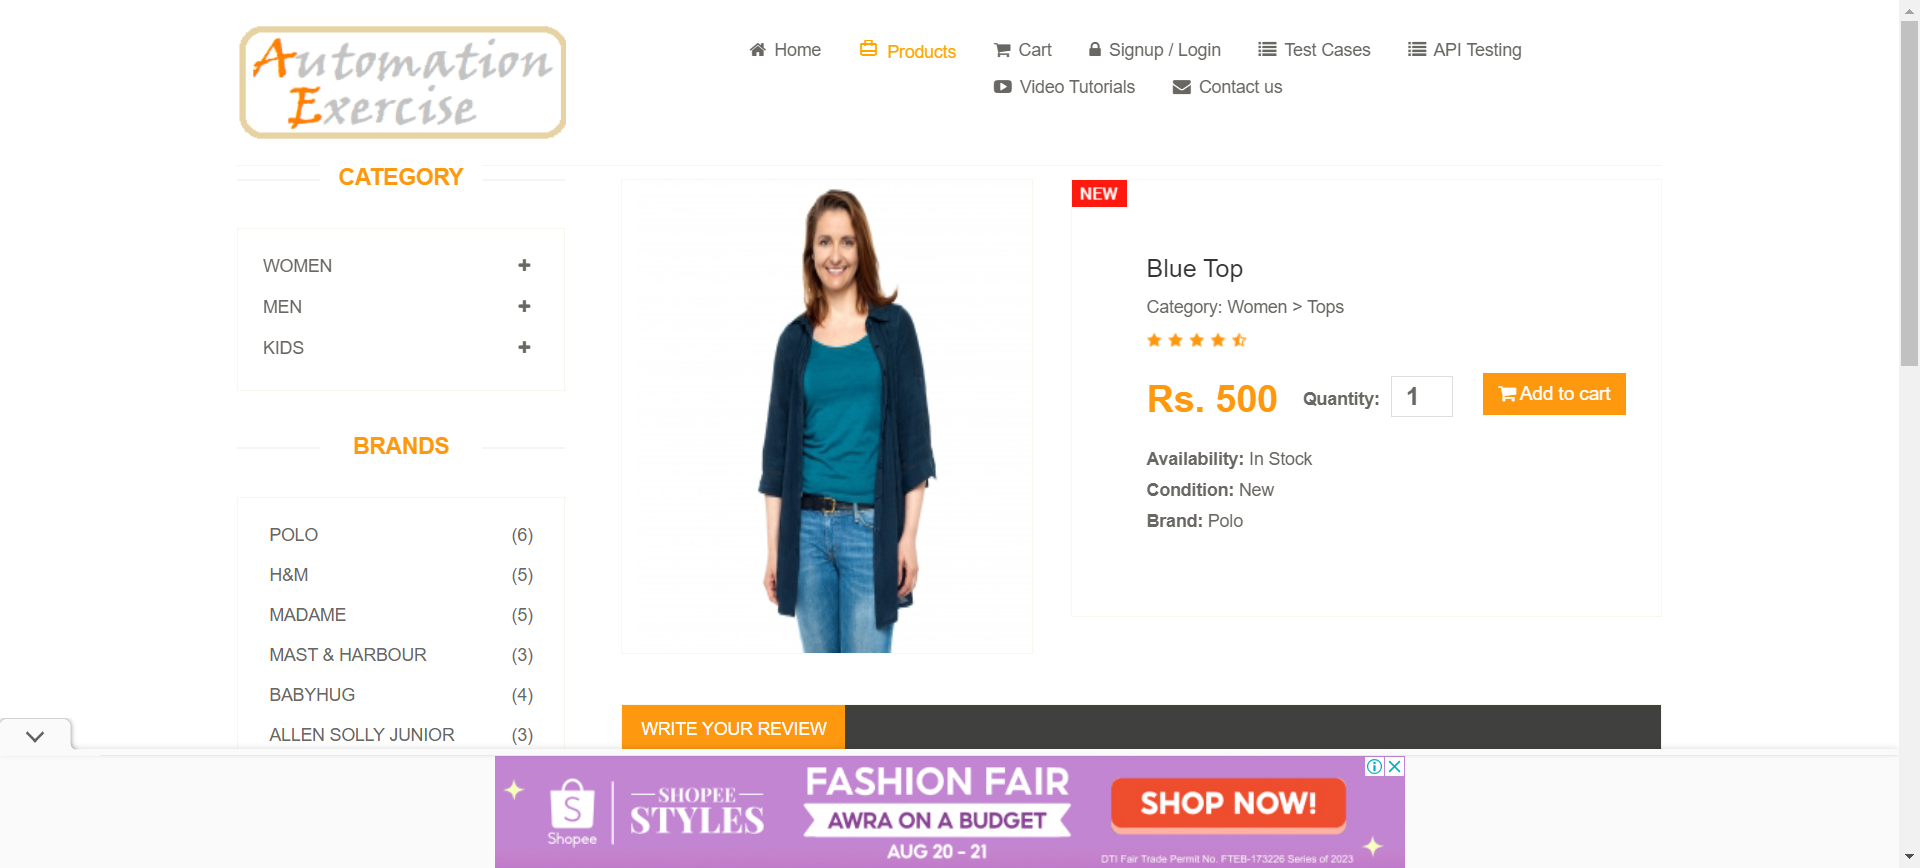 Automation
Exercise
Home
Products
Cart
Signup / Login
Test Cases
API Testing
Video Tutorials
Contact us
CATEGORY
WOMEN
MEN
KIDS
BRANDS
POLO (6)
H&M (5)
MADAME (5)
MAST & HARBOUR (3)
BABYHUG (4)
ALLEN SOLLY JUNIOR (3)
NEW
Blue Top
Category: Women > Tops
Rs. 500 Quantity: 1 Add to cart
Availability: In Stock
Condition: New
Brand: Polo
WRITE YOUR REVIEW
S
Shopee
SHOPEE
STYLES
FASHION FAIR
AWRA ON A BUDGET
AUG 20 - 21
SHOP NOW!
DTI Fair Trade Permit No. FTEB-173226 Series of 2023